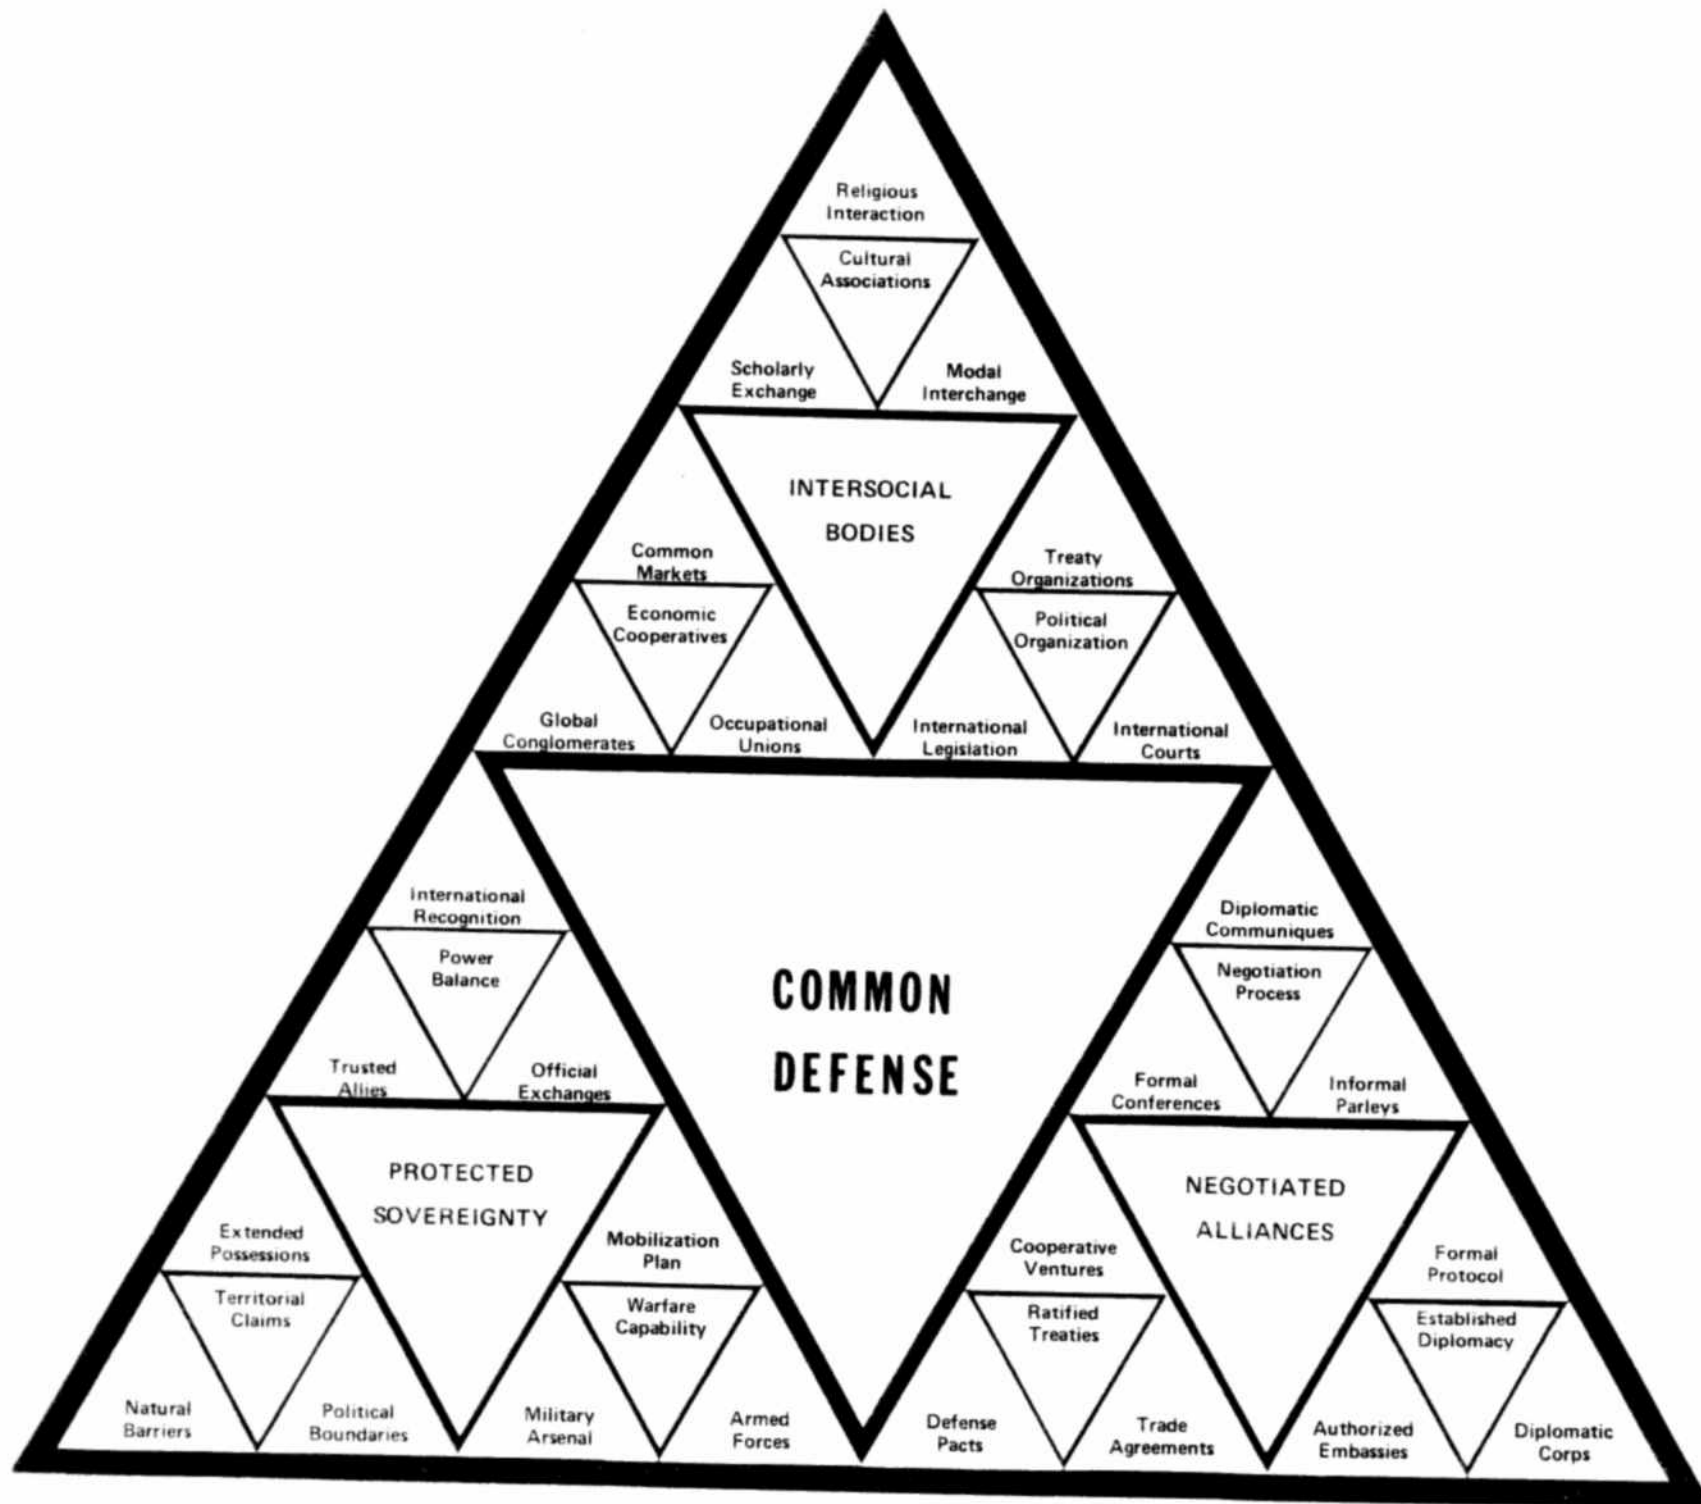 Religious
Interaction
Cultural
Associations
Scholarly
Exchange
Modal
Interchange
INTERSOCIAL
BODIES
Common
Markets
Economic
Cooperatives
Global
Conglomerates
Occupational
Unions
Treaty
Organizations
Political
Organization
International
Legislation
International
Courts
COMMON
DEFENSE
International
Recognition
Power
Balance
Trusted
Allies
Official
Exchanges
PROTECTED
SOVEREIGNTY
Extended
Possessions
Territorial
Claims
Natural
Barriers
Political
Boundaries
Mobilization
Plan
Warfare
Capability
Military
Arsenal
Armed
Forces
Diplomatic
Communiques
Negotiation
Process
Formal
Conferences
Informal
Parleys
NEGOTIATED
ALLIANCES
Cooperative
Ventures
Ratified
Treaties
Defense
Pacts
Trade
Agreements
Formal
Protocol
Established
Diplomacy
Authorized
Embassies
Diplomatic
Corps